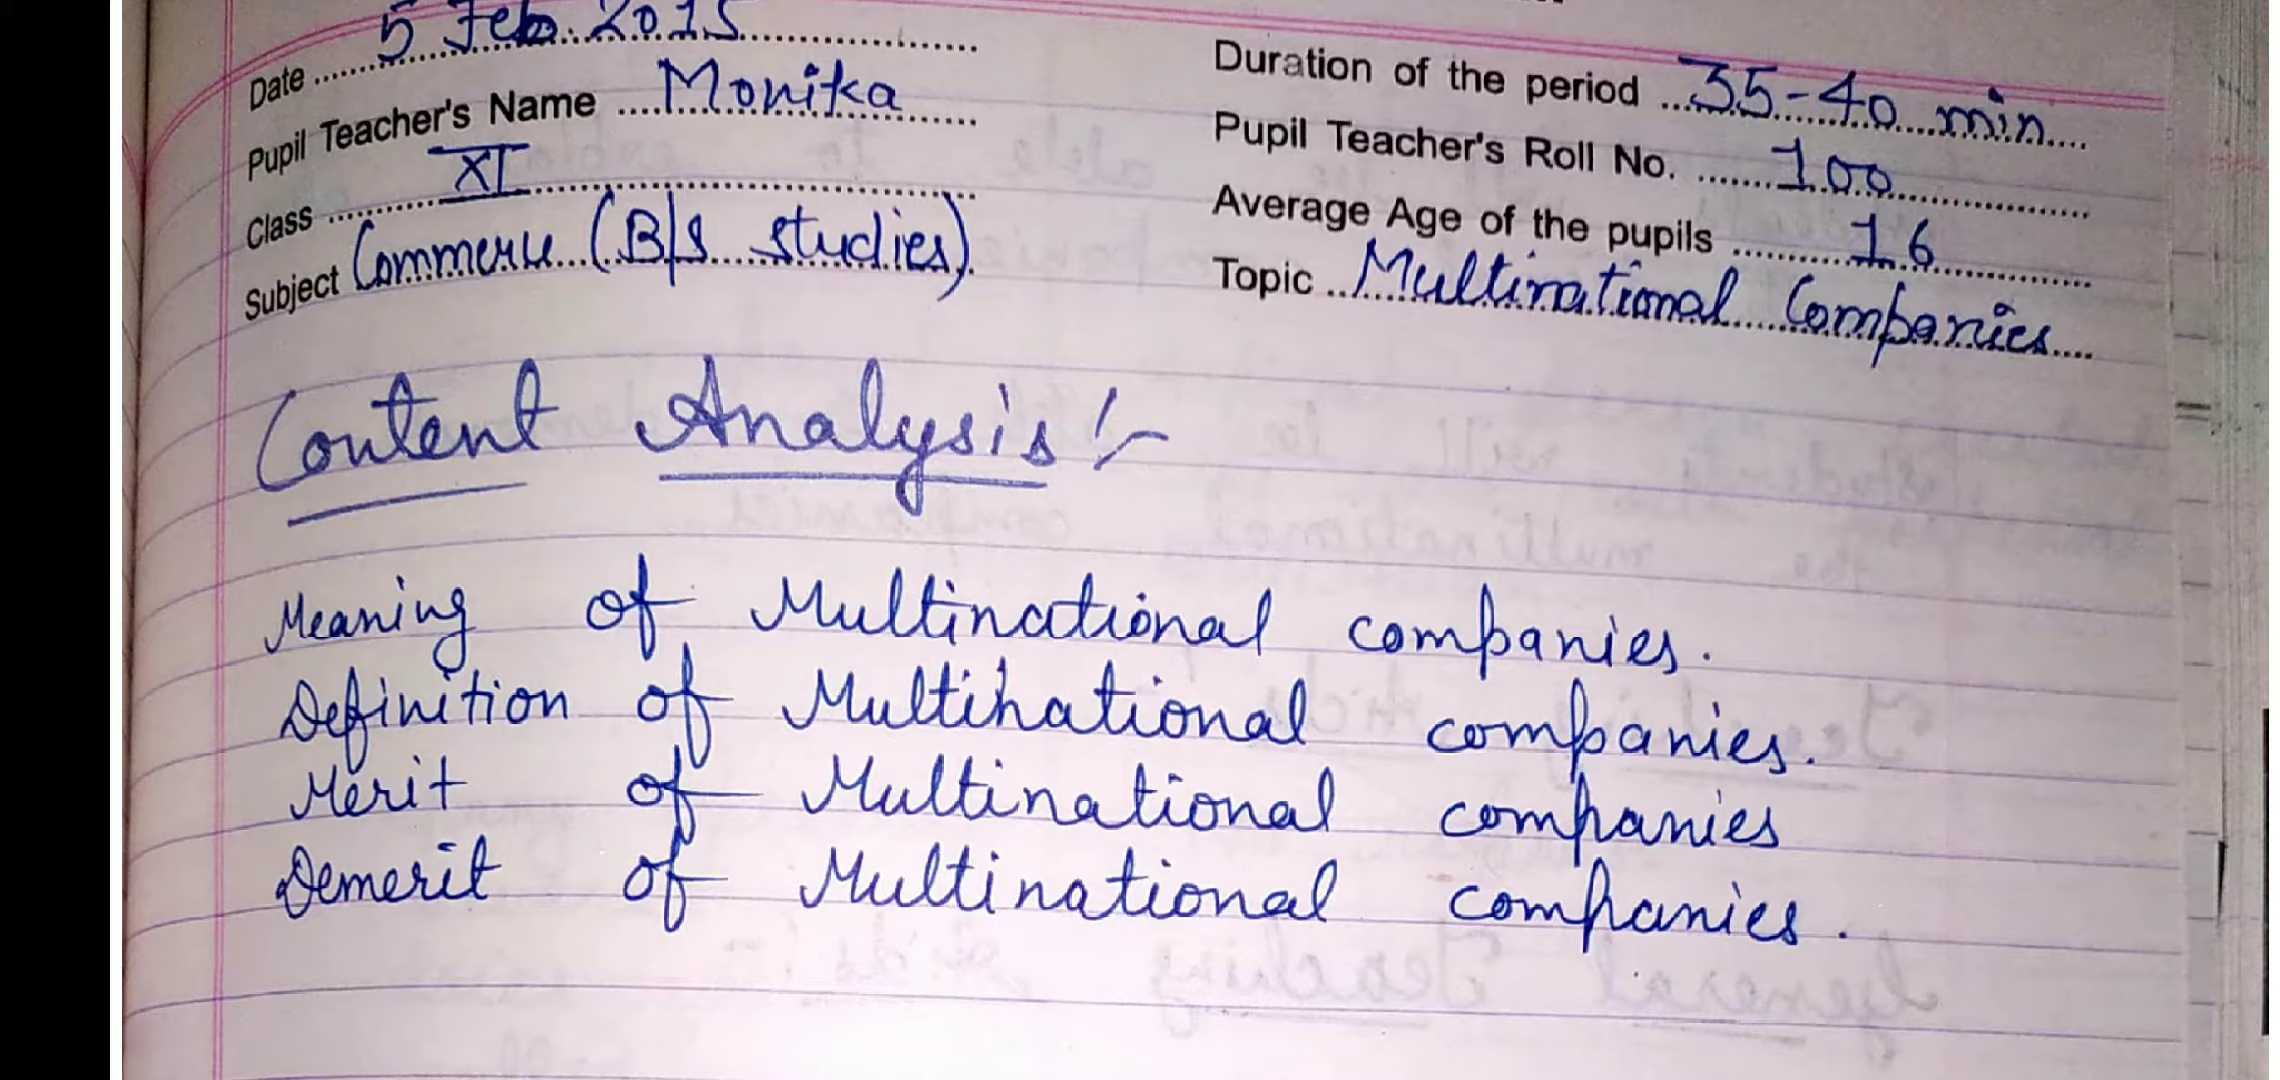 Date 5 Feb. 2015
Pupil Teacher's Name Monika
Class XI
Subject Commerce (B/S studies)
Duration of the period 35-40 min
Pupil Teacher's Roll No. 100
Average Age of the pupils 16
Topic Multinational Companies
Content Analysis :-
Meaning of Multinational companies.
Definition of Multinational companies.
Merit of Multinational companies
Demerit of Multinational companies.